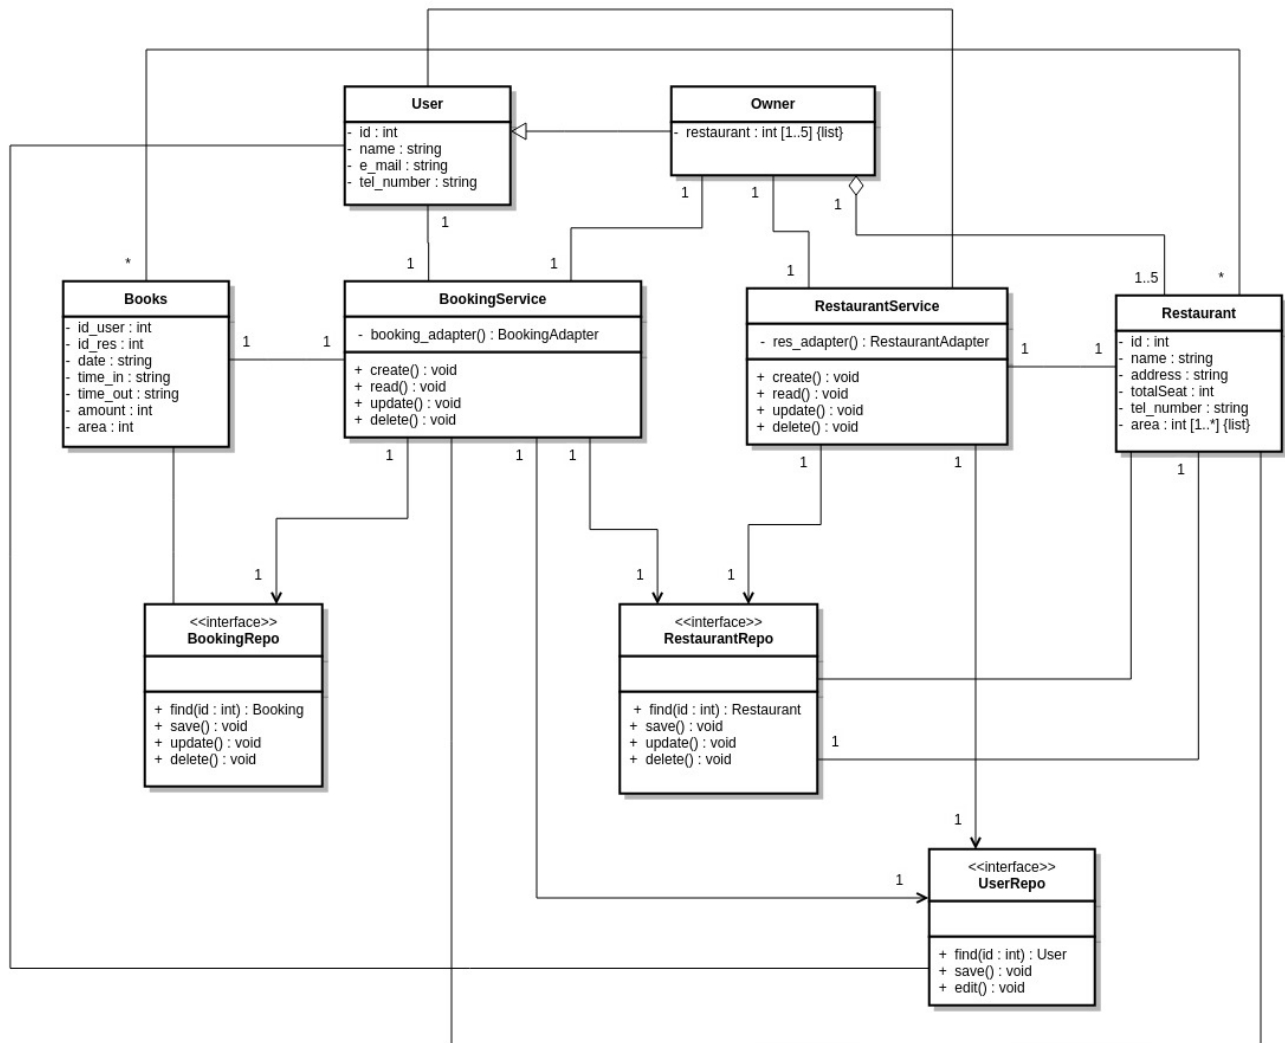 User
- id : int
- name : string
- e_mail : string
- tel_number : string
Owner
- restaurant : int [1..5] {list}
1
1
1
1
*
1
1
1
1..5
*
Books
- id_user : int
- id_res : int
- date : string
- time_in : string
- time_out : string
- amount : int
- area : int
1
1
BookingService
- booking_adapter() : BookingAdapter
+ create() : void
+ read() : void
+ update() : void
+ delete() : void
RestaurantService
- res_adapter() : RestaurantAdapter
+ create() : void
+ read() : void
+ update() : void
+ delete() : void
1
1
Restaurant
- id : int
- name : string
- address : string
- totalSeat : int
- tel_number : string
- area : int [1..*] {list}
1
1
1
1
1
1
1
1
1
<<interface>>
BookingRepo
+ find(id : int) : Booking
+ save() : void
+ update() : void
+ delete() : void
<<interface>>
RestaurantRepo
+ find(id : int) : Restaurant
+ save() : void
+ update() : void
+ delete() : void
1
1
1
<<interface>>
UserRepo
+ find(id : int) : User
+ save() : void
+ edit() : void